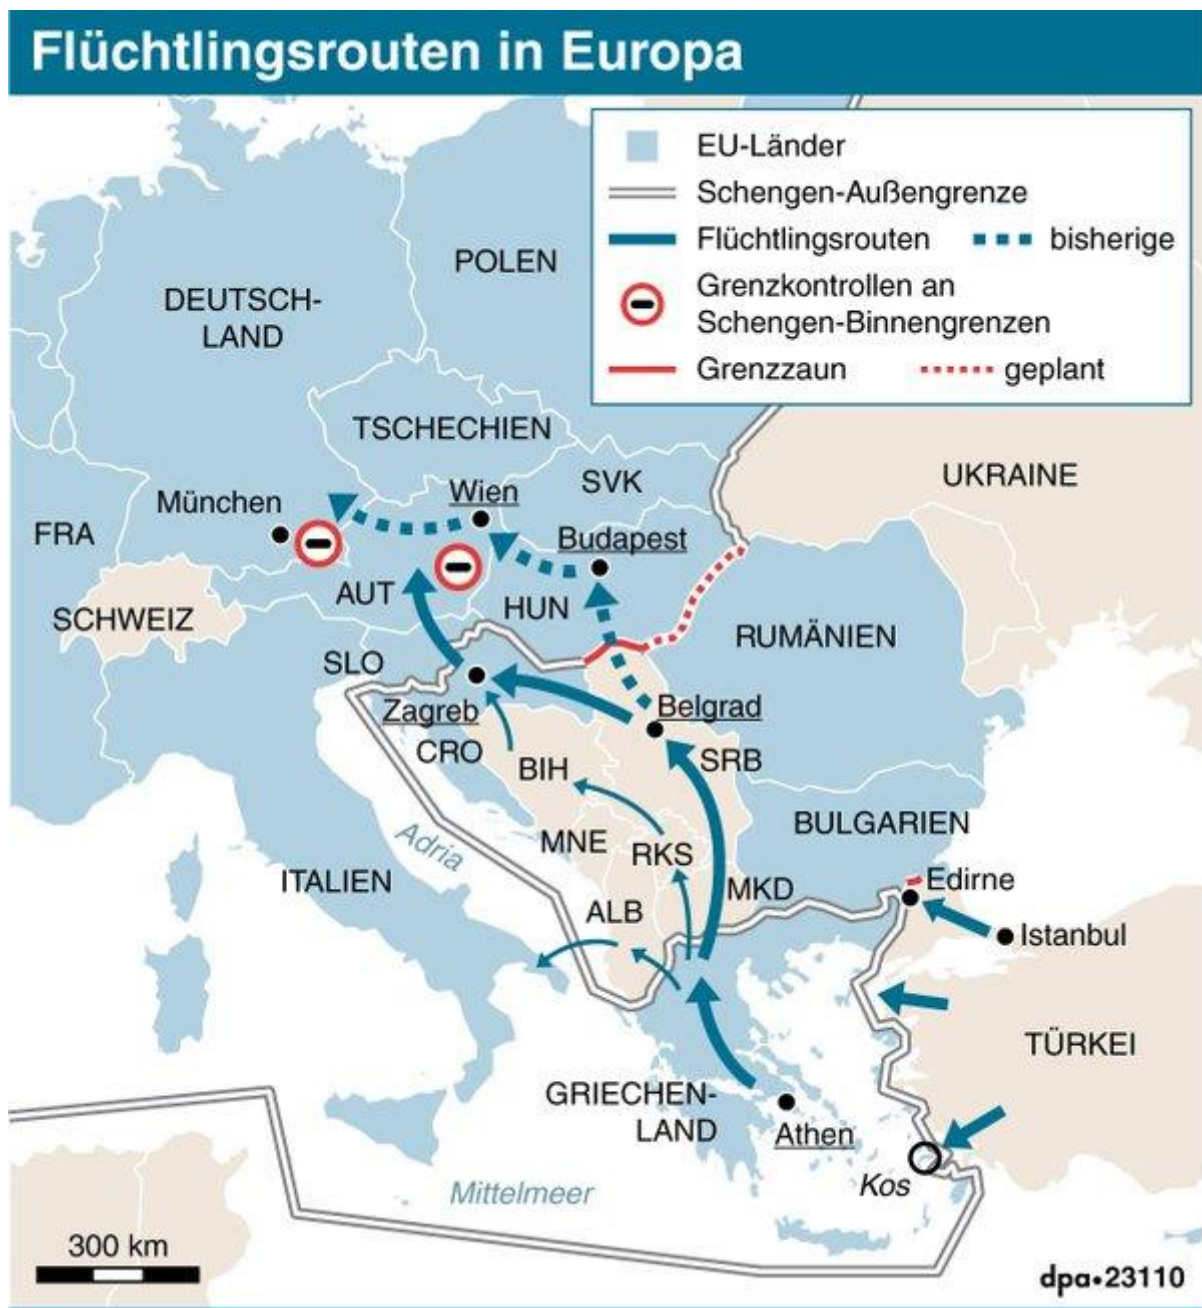 Flüchtlingsrouten in Europa
EU-Länder
Schengen-Außengrenze
Flüchtlingsrouten bisherige
Grenzkontrollen an
Schengen-Binnengrenzen
Grenzzaun geplant
POLEN
DEUTSCH-
LAND
TSCHECHIEN
UKRAINE
SVK
Wien
München
FRA
Budapest
AUT
HUN
SCHWEIZ
RUMÄNIEN
SLO
Zagreb
Belgrad
CRO
SRB
BIH
BULGARIEN
Adria
MNE
RKS
ITALIEN
MKD
Edirne
ALB
Istanbul
TÜRKEI
GRIECHEN-
LAND
Athen
Kos
Mittelmeer
300 km
dpa•23110